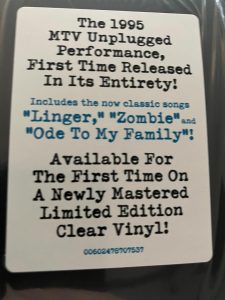 The 1995
MTV Unplugged
Performance,
First Time Released
In Its Entirety!
Includes the now classic songs
"Linger," "Zombie" and
"Ode To My Family"!
Available For
The First Time On
A Newly Mastered
Limited Edition
Clear Vinyl!
00602478707537